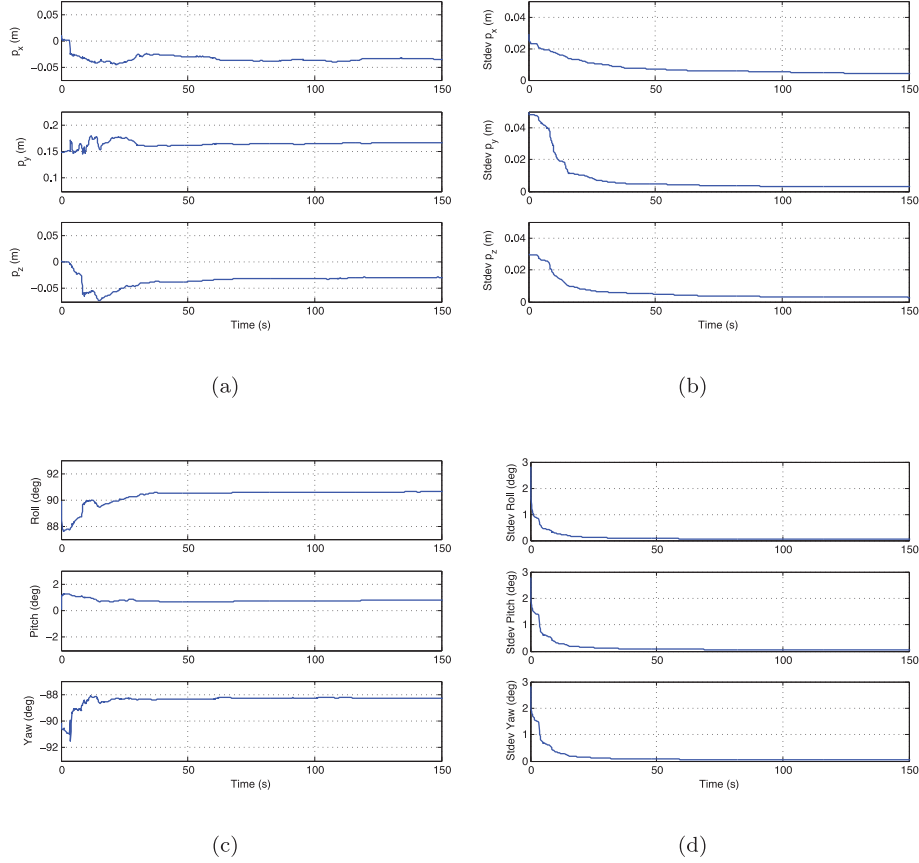 0.05
0
−0.05
p_x (m)
0 50 100 150
0.2
0.15
0.1
p_y (m)
0 50 100 150
0.05
0
−0.05
p_z (m)
0 50 100 150
Time (s)
(a)
0.04
0.02
0
Stdev p_x (m)
0 50 100 150
0.04
0.02
0
Stdev p_y (m)
0 50 100 150
0.04
0.02
0
Stdev p_z (m)
0 50 100 150
Time (s)
(b)
92
90
88
Roll (deg)
0 50 100 150
2
0
−2
Pitch (deg)
0 50 100 150
−88
−90
−92
Yaw (deg)
0 50 100 150
Time (s)
(c)
3
2
1
0
Stdev Roll (deg)
0 50 100 150
3
2
1
0
Stdev Pitch (deg)
0 50 100 150
3
2
1
0
Stdev Yaw (deg)
0 50 100 150
Time (s)
(d)